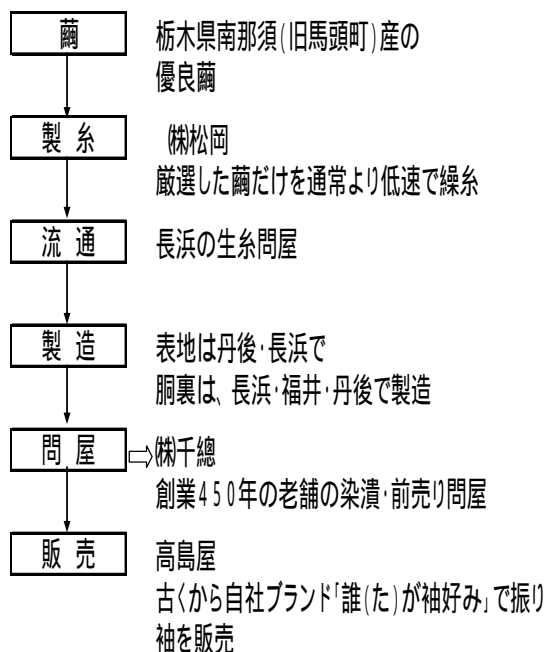 繭
栃木県南那須(旧馬頭町)産の
優良繭
製 糸
㈱松岡
厳選した繭だけを通常より低速で繰糸
流 通
長浜の生糸問屋
製 造
表地は丹後・長浜で
胴裏は、長浜・福井・丹後で製造
問 屋
㈱千總
創業450年の老舗の染潰・前売り問屋
販 売
高島屋
古くから自社ブランド「誰(た)が袖好み」で振り
袖を販売